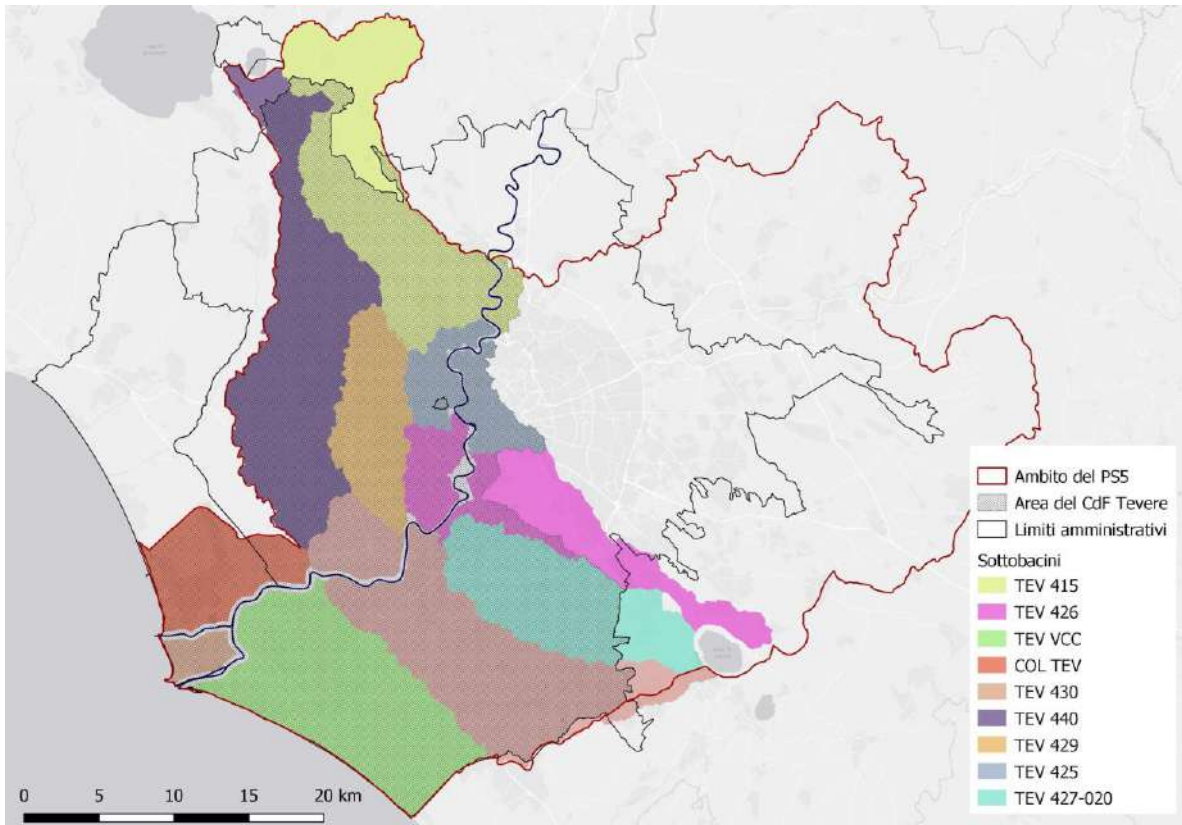 Ambito del PS5
Area del CdF Tevere
Limiti amministrativi
Sottobacini
TEV 415
TEV 426
TEV VCC
COL TEV
TEV 430
TEV 440
TEV 429
TEV 425
TEV 427-020
0 5 10 15 20 km